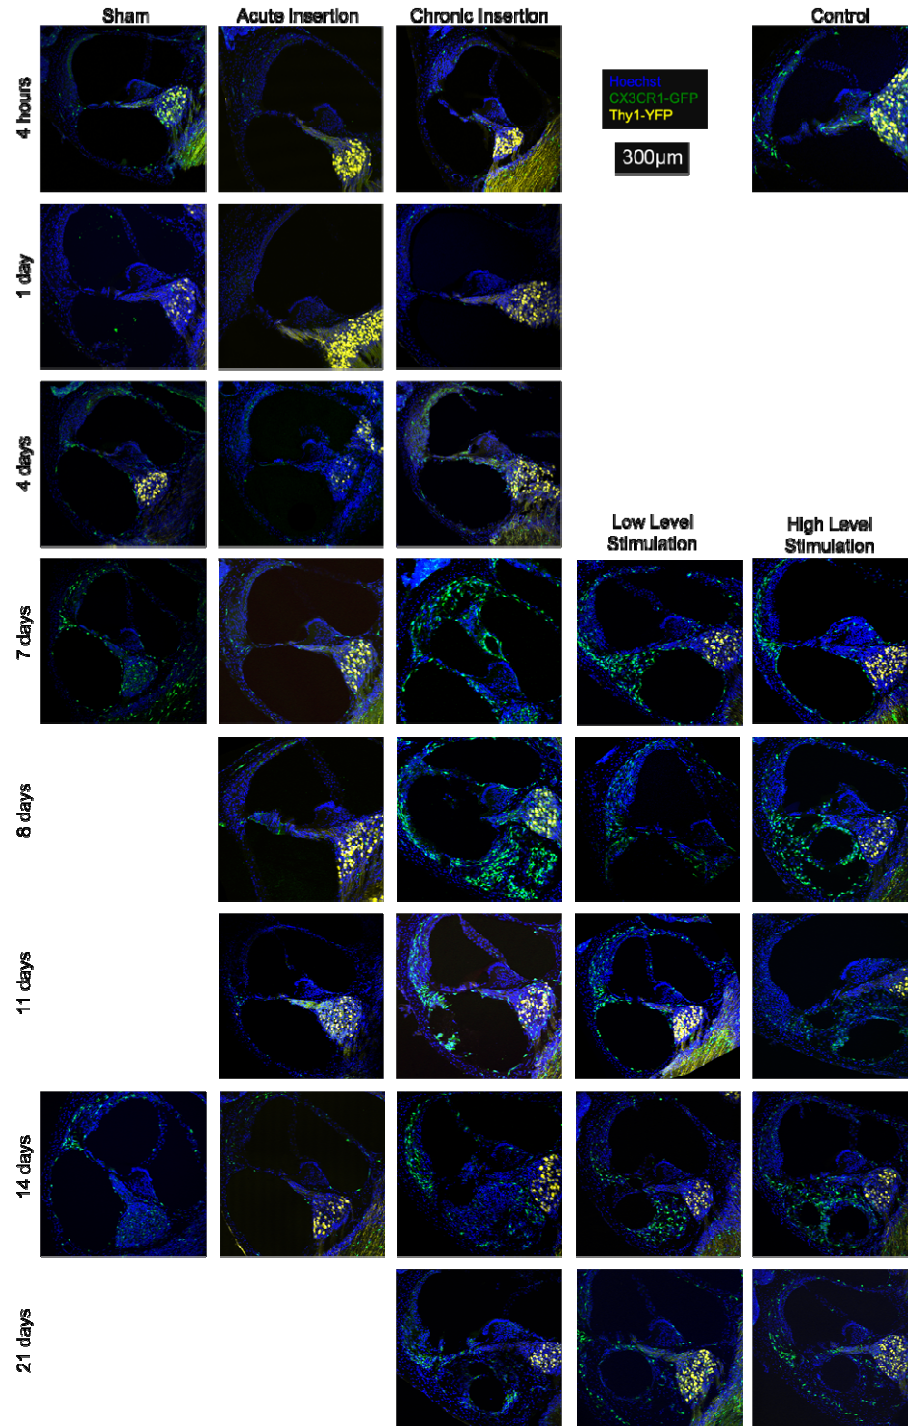 Sham Acute Insertion Chronic Insertion Control
4 hours
Hoechst
CX3CR1-GFP
Thy1-YFP
300µm
1 day
4 days
Low Level
Stimulation
High Level
Stimulation
7 days
8 days
11 days
14 days
21 days